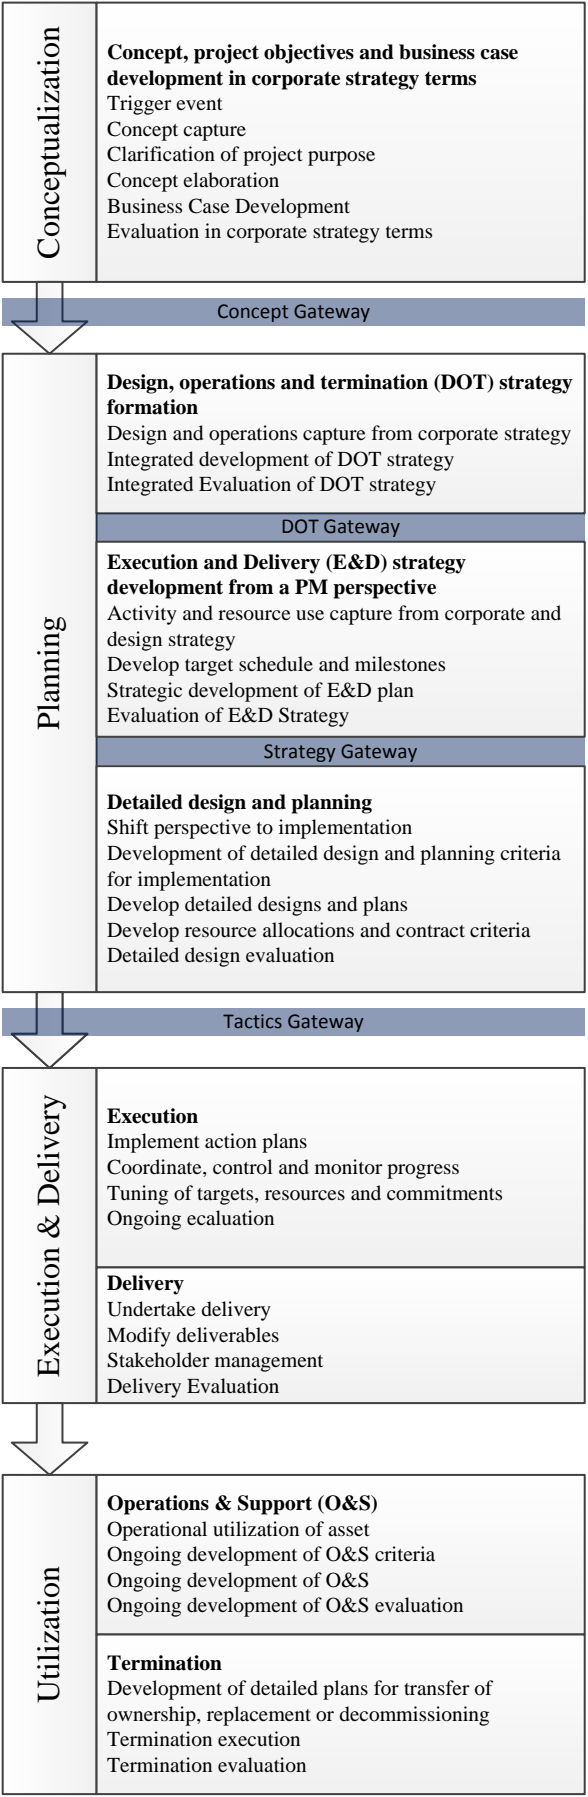 Conceptualization
Concept, project objectives and business case
development in corporate strategy terms
Trigger event
Concept capture
Clarification of project purpose
Concept elaboration
Business Case Development
Evaluation in corporate strategy terms
Concept Gateway
Planning
Design, operations and termination (DOT) strategy
formation
Design and operations capture from corporate strategy
Integrated development of DOT strategy
Integrated Evaluation of DOT strategy
DOT Gateway
Execution and Delivery (E&D) strategy
development from a PM perspective
Activity and resource use capture from corporate and
design strategy
Develop target schedule and milestones
Strategic development of E&D plan
Evaluation of E&D Strategy
Strategy Gateway
Detailed design and planning
Shift perspective to implementation
Development of detailed design and planning criteria
for implementation
Develop detailed designs and plans
Develop resource allocations and contract criteria
Detailed design evaluation
Tactics Gateway
Execution & Delivery
Execution
Implement action plans
Coordinate, control and monitor progress
Tuning of targets, resources and commitments
Ongoing ecaluation
Delivery
Undertake delivery
Modify deliverables
Stakeholder management
Delivery Evaluation
Utilization
Operations & Support (O&S)
Operational utilization of asset
Ongoing development of O&S criteria
Ongoing development of O&S
Ongoing development of O&S evaluation
Termination
Development of detailed plans for transfer of
ownership, replacement or decommissioning
Termination execution
Termination evaluation